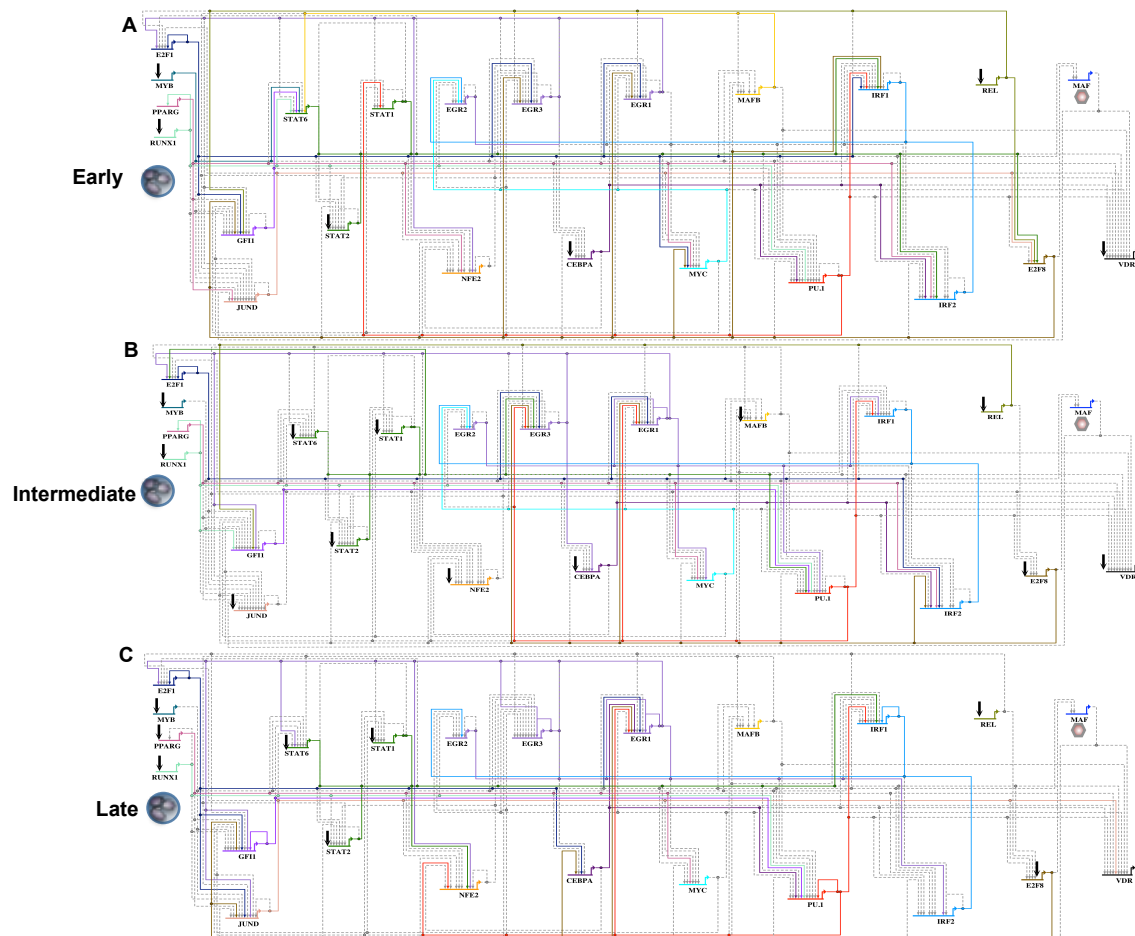 A
E2F1
MYB
PPARG
RUNX1
STAT6
STAT1
EGR2
EGR3
EGR1
MAFB
IRF1
REL
MAF
Early
GFI1
STAT2
JUND
NFE2
CEBPA
MYC
PU.1
IRF2
E2F8
VDR
B
E2F1
MYB
PPARG
RUNX1
STAT6
STAT1
EGR2
EGR3
EGR1
MAFB
IRF1
REL
MAF
Intermediate
GFI1
STAT2
JUND
NFE2
CEBPA
MYC
PU.1
IRF2
E2F8
VDR
C
E2F1
MYB
PPARG
RUNX1
STAT6
STAT1
EGR2
EGR3
EGR1
MAFB
IRF1
REL
MAF
Late
GFI1
STAT2
JUND
NFE2
CEBPA
MYC
PU.1
IRF2
E2F8
VDR